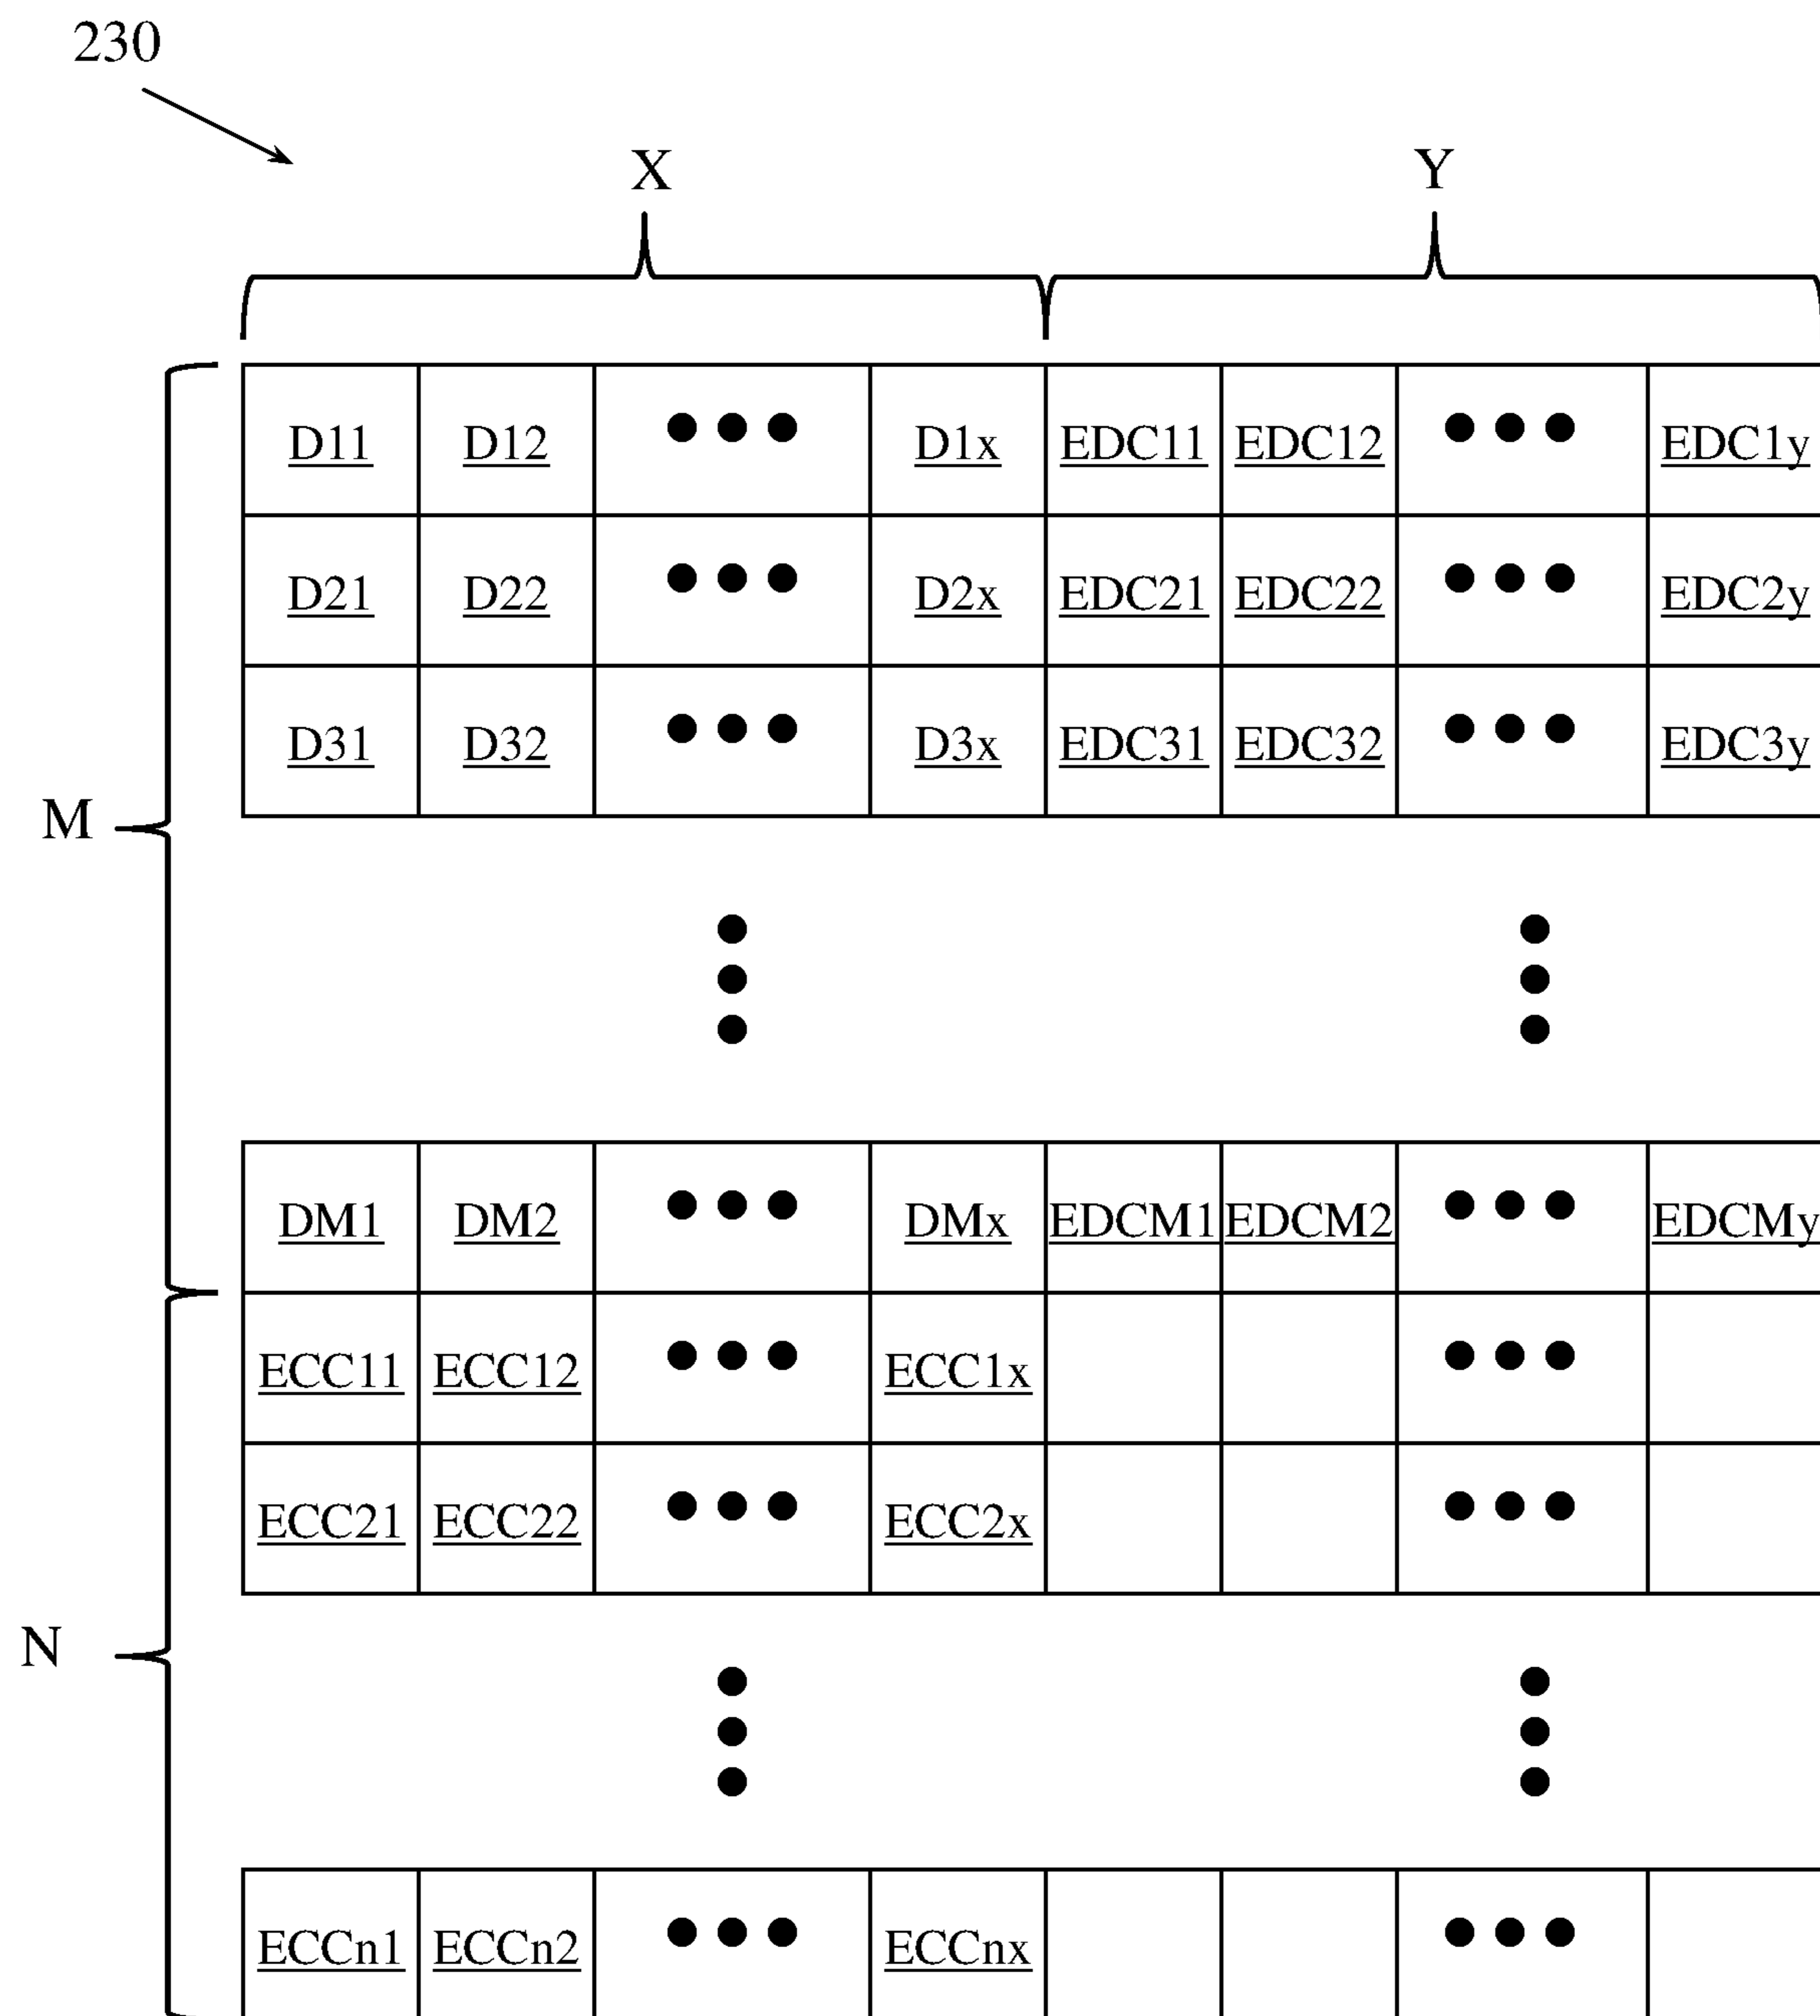 230
X Y
D11 D12 ●●● D1x EDC11 EDC12 ●●● EDC1y
D21 D22 ●●● D2x EDC21 EDC22 ●●● EDC2y
D31 D32 ●●● D3x EDC31 EDC32 ●●● EDC3y
M
DM1 DM2 ●●● DMx EDCM1 EDCM2 ●●● EDCMy
ECC11 ECC12 ●●● ECC1x ●●●
ECC21 ECC22 ●●● ECC2x ●●●
N
ECCn1 ECCn2 ●●● ECCnx ●●●